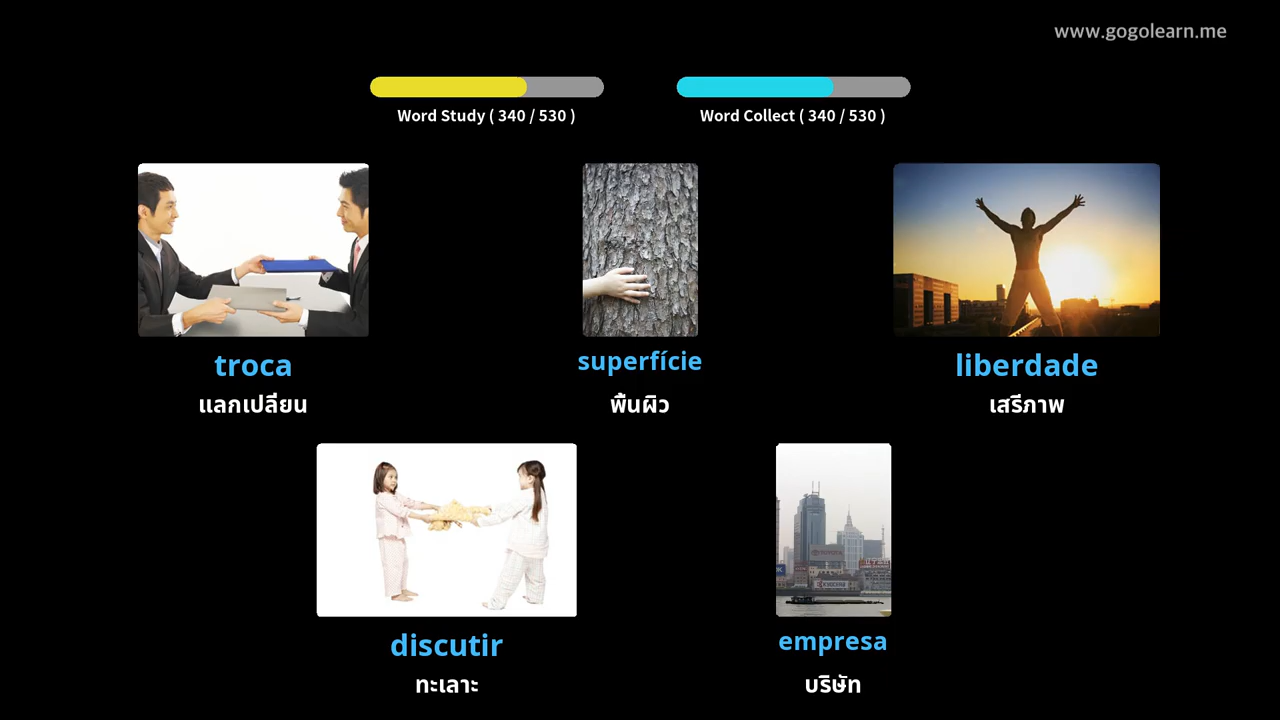 www.gogolearn.me
Word Study ( 340 / 530 )
Word Collect ( 340 / 530 )
troca
แลกเปลี่ยน
superfície
พื้นผิว
liberdade
เสรีภาพ
discutir
ทะเลาะ
empresa
บริษัท